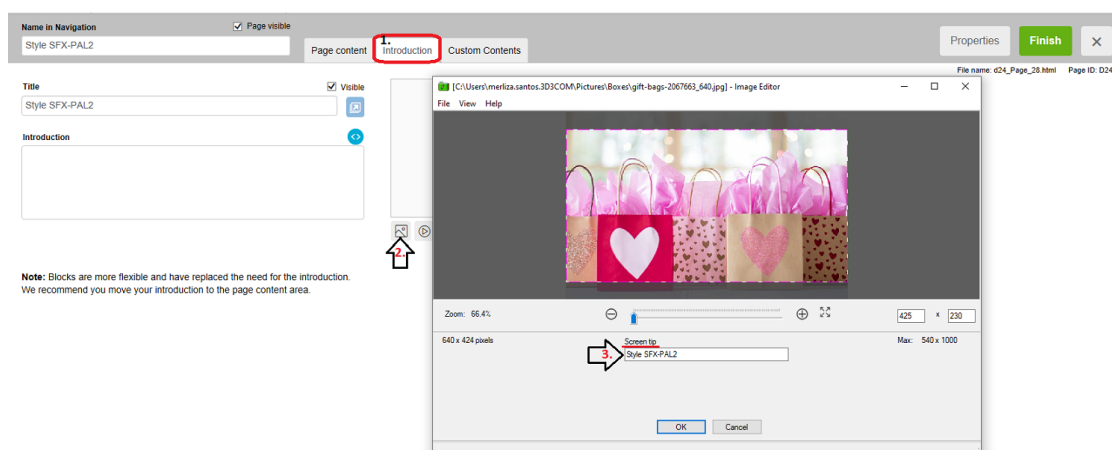 Name in Navigation
Page visible
Style SFX-PAL2
1.
Page content
Introduction
Custom Contents
Properties
Finish
File name: d24_Page_28.html Page ID: D24
Title
Visible
Style SFX-PAL2
Introduction
2.
Note: Blocks are more flexible and have replaced the need for the introduction.
We recommend you move your introduction to the page content area.
[C:\Users\merliza.santos.3D3COM\Pictures\Boxes\gift-bags-2067663_640.jpg] - Image Editor
File View Help
Zoom: 66.4%
425 x 230
640 x 424 pixels
Screen tip
Max: 540 x 1000
3.
Style SFX-PAL2
OK
Cancel